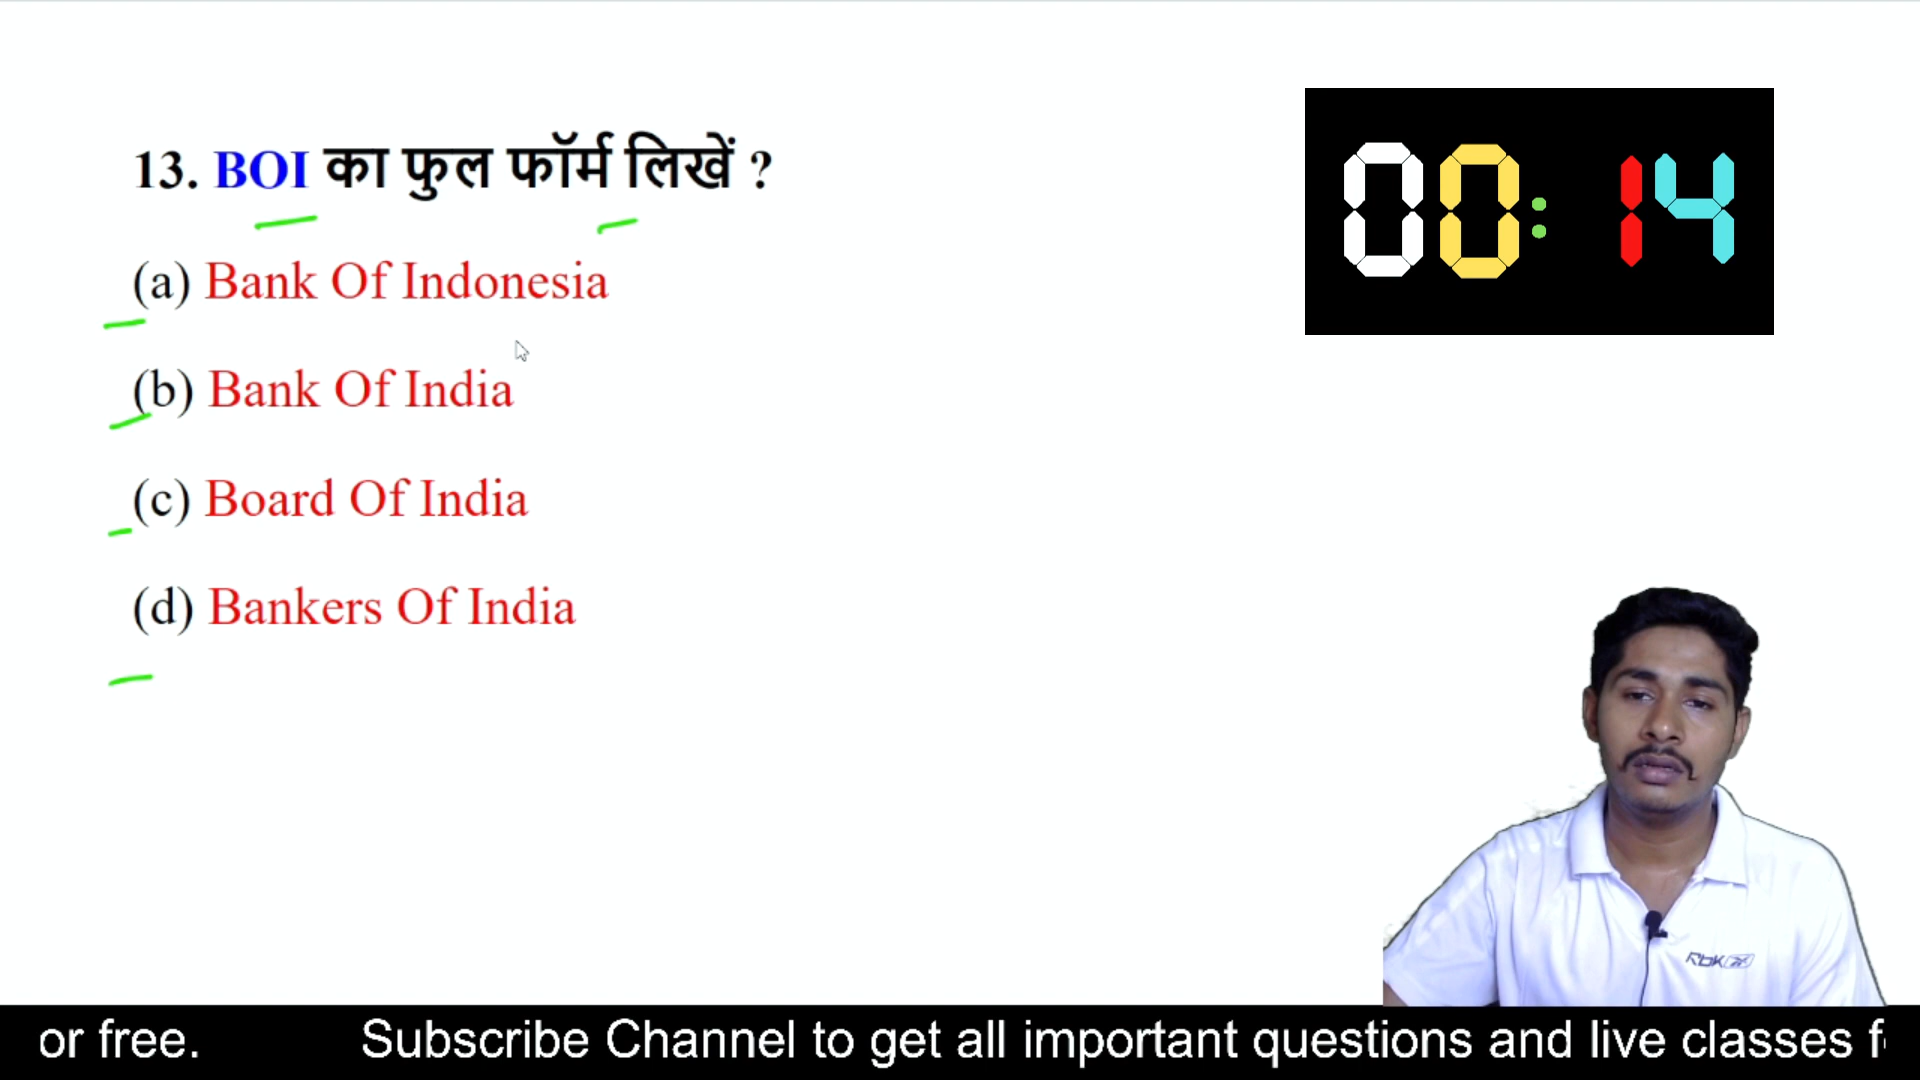 13. BOI का फुल फॉर्म लिखें ?
00:14
(a) Bank Of Indonesia
(b) Bank Of India
(c) Board Of India
(d) Bankers Of India
RbK
or free. Subscribe Channel to get all important questions and live classes f